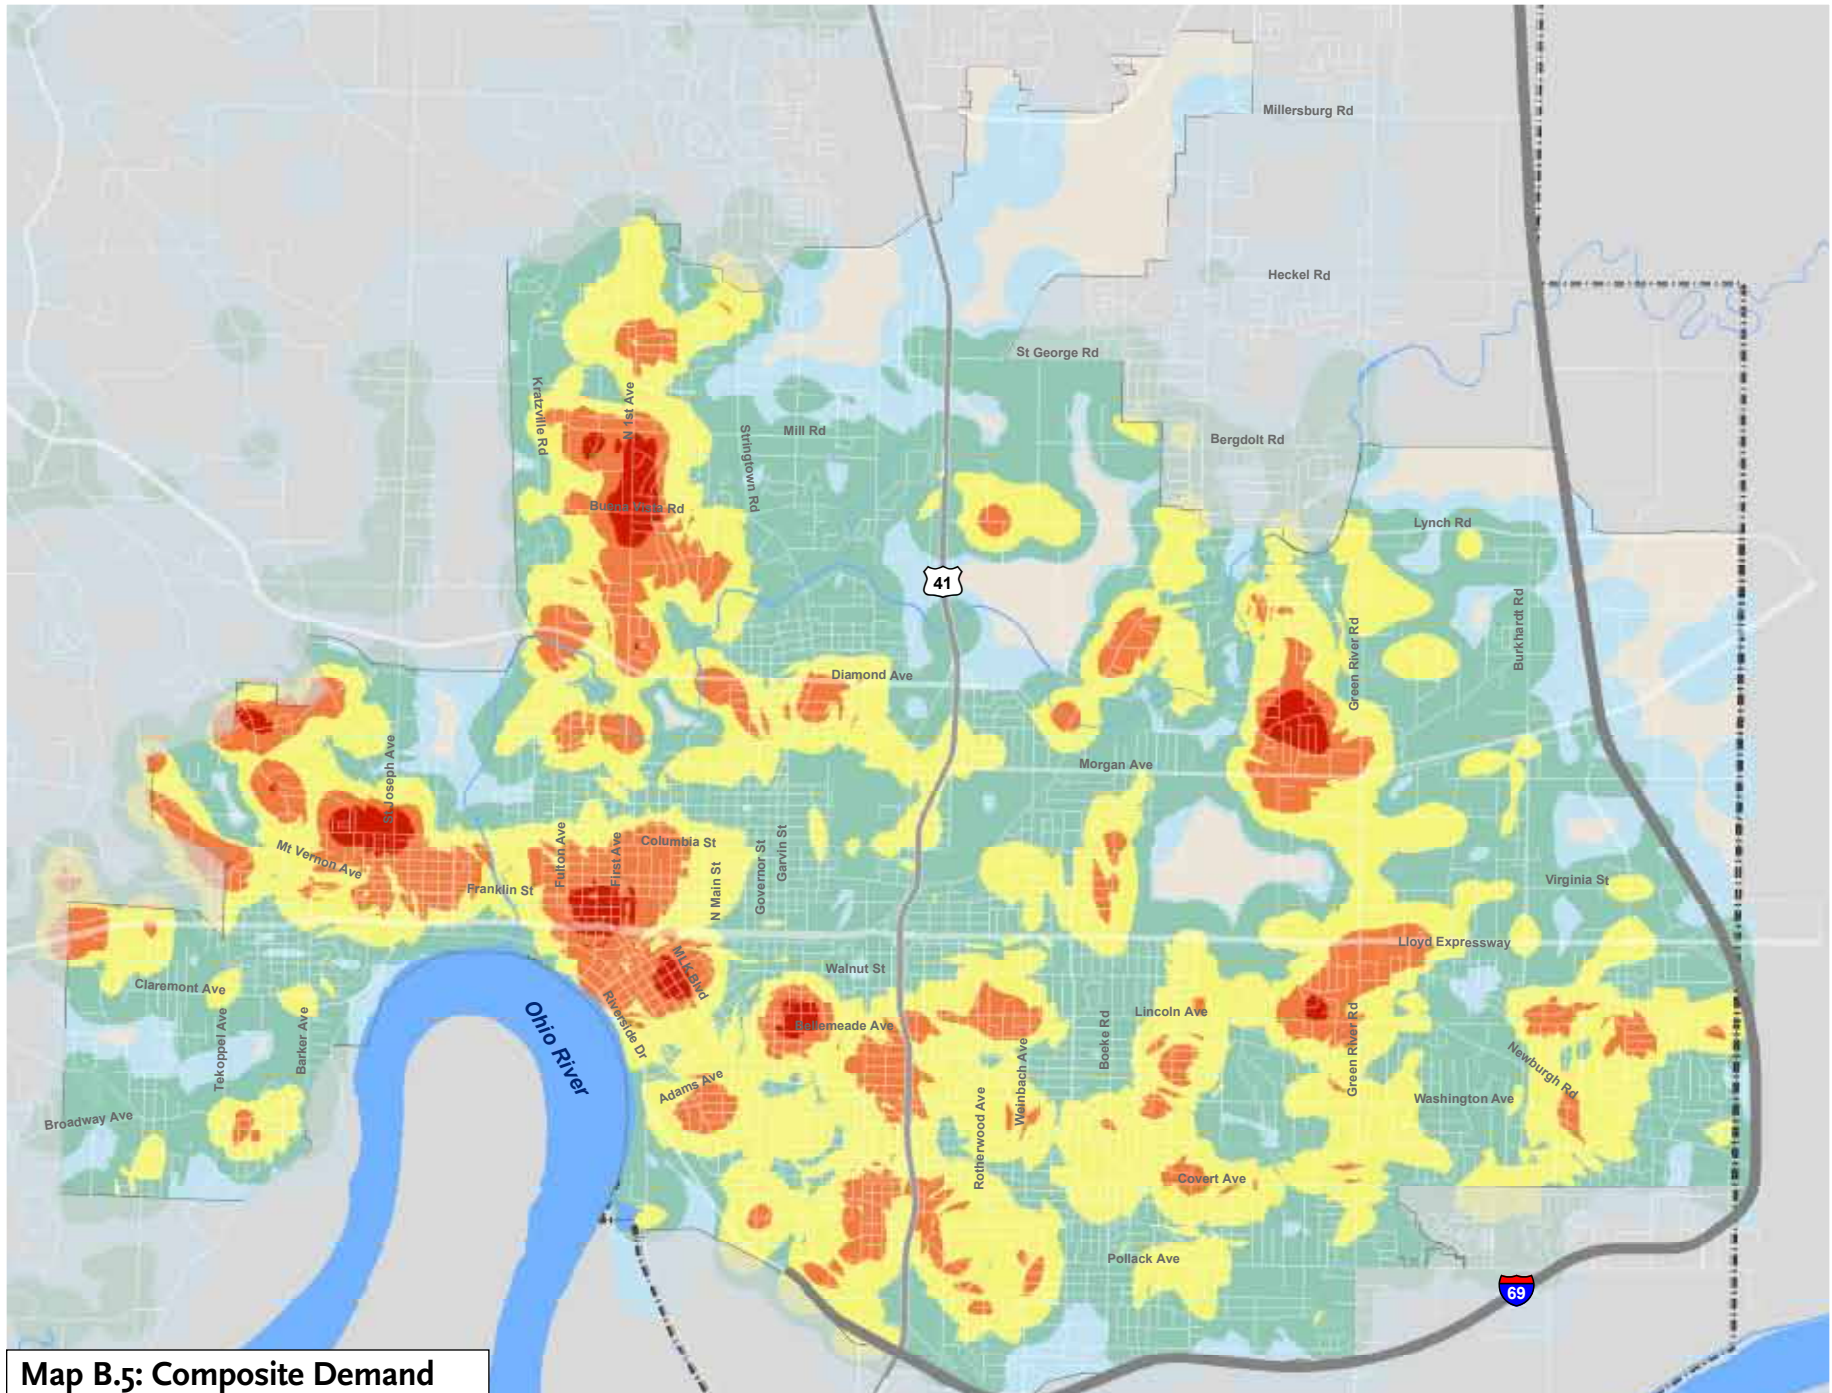 Millersburg Rd
Heckel Rd
St George Rd
Kratzville Rd
N 1st Ave
Stringtown Rd
Mill Rd
Bergdolt Rd
Buena Vista Rd
Lynch Rd
41
Burkhardt Rd
Green River Rd
Diamond Ave
St Joseph Ave
Morgan Ave
Mt Vernon Ave
Fulton Ave
First Ave
Columbia St
N Main St
Governor St
Garvin St
Franklin St
Virginia St
Lloyd Expressway
Walnut St
MLK Blvd
Claremont Ave
Tekoppel Ave
Barker Ave
Ohio River
Riverside Dr
Bellemeade Ave
Lincoln Ave
Boeke Rd
Weinbach Ave
Rotherwood Ave
Green River Rd
Newburgh Rd
Adams Ave
Washington Ave
Broadway Ave
Covert Ave
Pollack Ave
69
Map B.5: Composite Demand